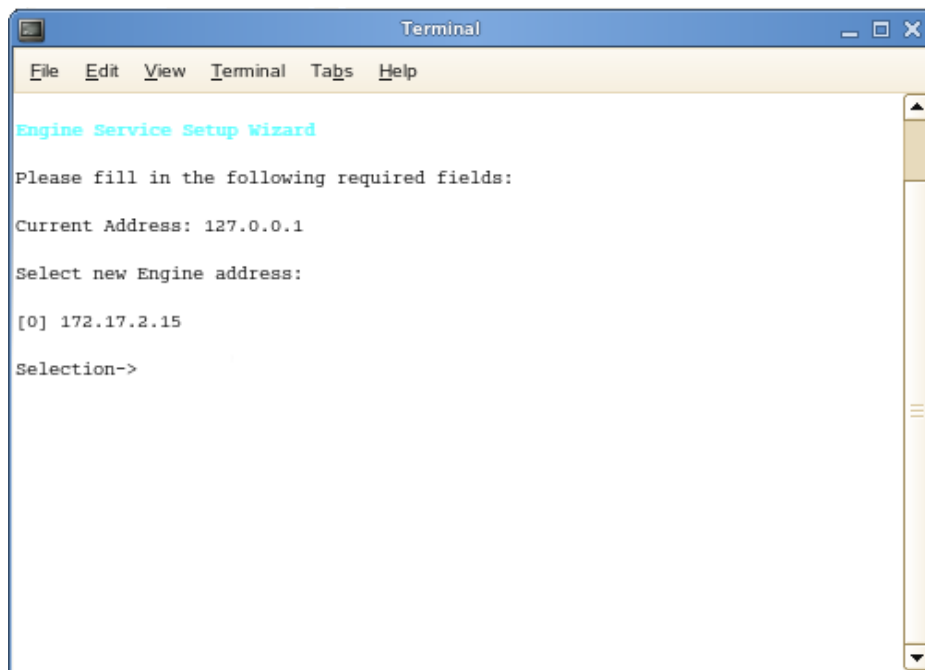 Terminal
File Edit View Terminal Tabs Help
Engine Service Setup Wizard
Please fill in the following required fields:
Current Address: 127.0.0.1
Select new Engine address:
[0] 172.17.2.15
Selection->